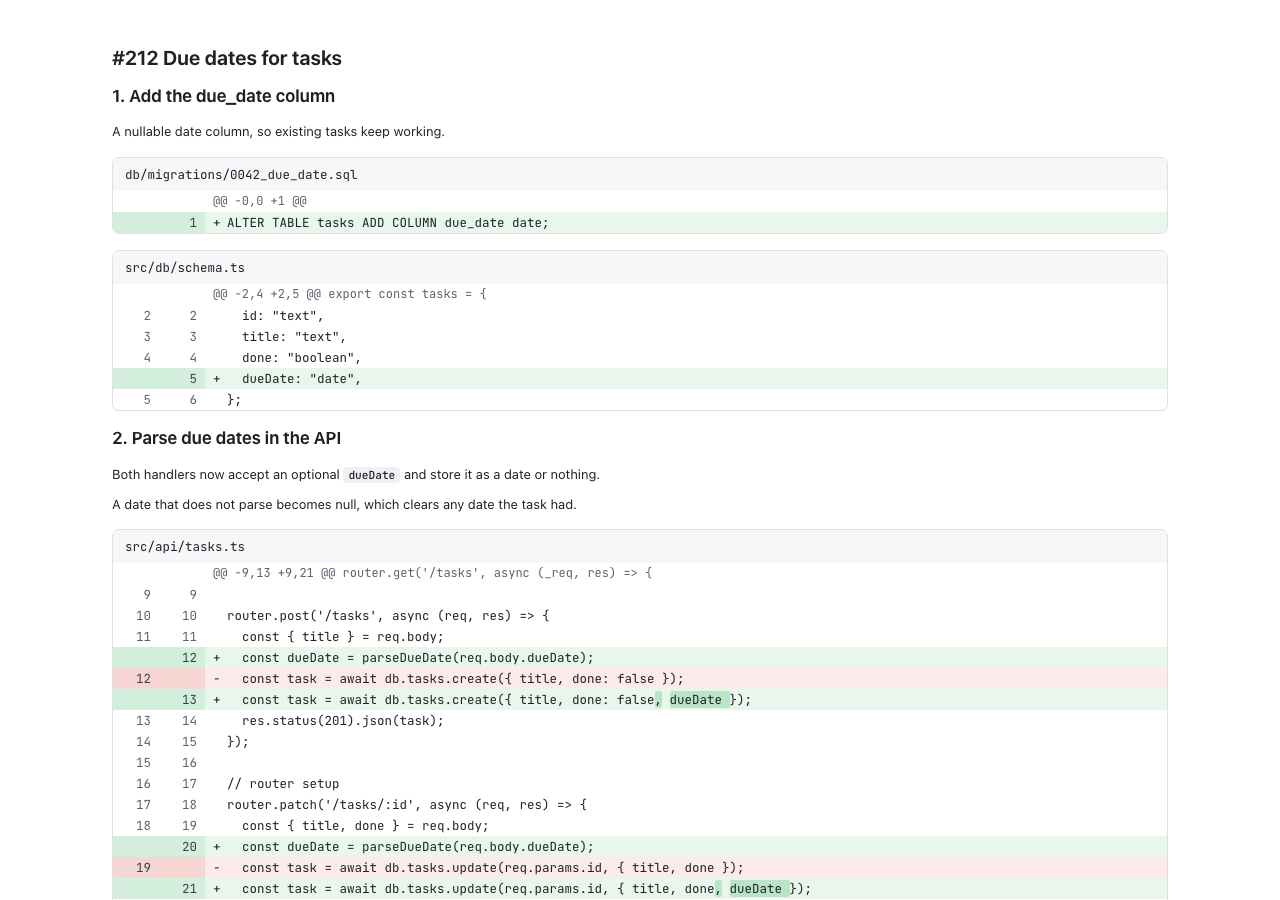 #212 Due dates for tasks
1. Add the due_date column
A nullable date column, so existing tasks keep working.
db/migrations/0042_due_date.sql
@@ -0,0 +1 @@
1 + ALTER TABLE tasks ADD COLUMN due_date date;
src/db/schema.ts
@@ -2,4 +2,5 @@ export const tasks = {
2 2 id: "text",
3 3 title: "text",
4 4 done: "boolean",
5 + dueDate: "date",
5 6 };
2. Parse due dates in the API
Both handlers now accept an optional dueDate and store it as a date or nothing.
A date that does not parse becomes null, which clears any date the task had.
src/api/tasks.ts
@@ -9,13 +9,21 @@ router.get('/tasks', async (_req, res) => {
9 9
10 10 router.post('/tasks', async (req, res) => {
11 11 const { title } = req.body;
12 + const dueDate = parseDueDate(req.body.dueDate);
12 - const task = await db.tasks.create({ title, done: false });
13 + const task = await db.tasks.create({ title, done: false, dueDate });
13 14 res.status(201).json(task);
14 15 });
15 16
16 17 // router setup
17 18 router.patch('/tasks/:id', async (req, res) => {
18 19 const { title, done } = req.body;
20 + const dueDate = parseDueDate(req.body.dueDate);
19 - const task = await db.tasks.update(req.params.id, { title, done });
21 + const task = await db.tasks.update(req.params.id, { title, done, dueDate });